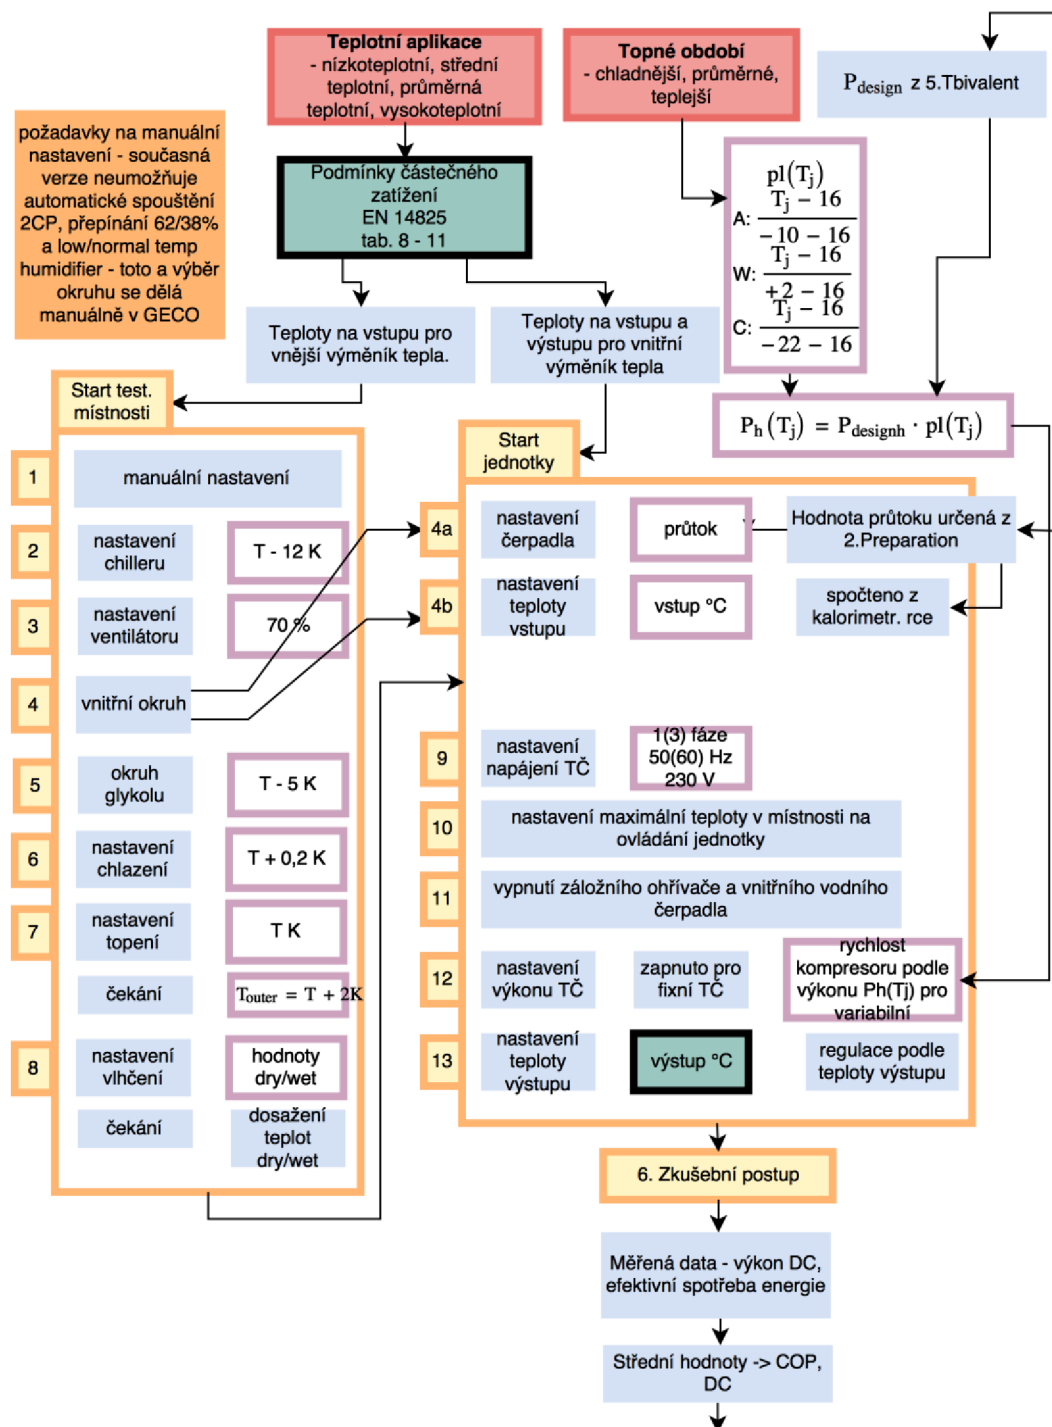 Teplotní aplikace
- nízkoteplotní, střední
teplotní, průměrná
teplotní, vysokoteplotní
Topné období
- chladnější, průměrné,
teplejší
P_design z 5.Tbivalent
požadavky na manuální
nastavení - současná
verze neumožňuje
automatické spouštění
2CP, přepínání 62/38%
a low/normal temp
humidifier - toto a výběr
okruhu se dělá
manuálně v GECO
Podmínky částečného
zatížení
EN 14825
tab. 8 - 11
pl(T_j)
A: (T_j − 16)/(−10 − 16)
W: (T_j − 16)/(+2 − 16)
C: (T_j − 16)/(−22 − 16)
Teploty na vstupu pro
vnější výměník tepla.
Teploty na vstupu a
výstupu pro vnitřní
výměník tepla
P_h(T_j) = P_designh · pl(T_j)
Start test.
místnosti
1
manuální nastavení
2
nastavení
chilleru
T - 12 K
3
nastavení
ventilátoru
70 %
4
vnitřní okruh
5
okruh
glykolu
T - 5 K
6
nastavení
chlazení
T + 0,2 K
7
nastavení
topení
T K
čekání
T_outer = T + 2K
8
nastavení
vlhčení
hodnoty
dry/wet
čekání
dosažení
teplot
dry/wet
Start
jednotky
4a
nastavení
čerpadla
průtok
Hodnota průtoku určená z
2.Preparation
4b
nastavení
teploty
vstupu
vstup °C
spočteno z
kalorimetr. rce
9
nastavení
napájení TČ
1(3) fáze
50(60) Hz
230 V
10
nastavení maximální teploty v místnosti na
ovládání jednotky
11
vypnutí záložního ohřívače a vnitřního vodního
čerpadla
12
nastavení
výkonu TČ
zapnuto pro
fixní TČ
rychlost
kompresoru podle
výkonu Ph(Tj) pro
variabilní
13
nastavení
teploty
výstupu
výstup °C
regulace podle
teploty výstupu
6. Zkušební postup
Měřená data - výkon DC,
efektivní spotřeba energie
Střední hodnoty -> COP,
DC